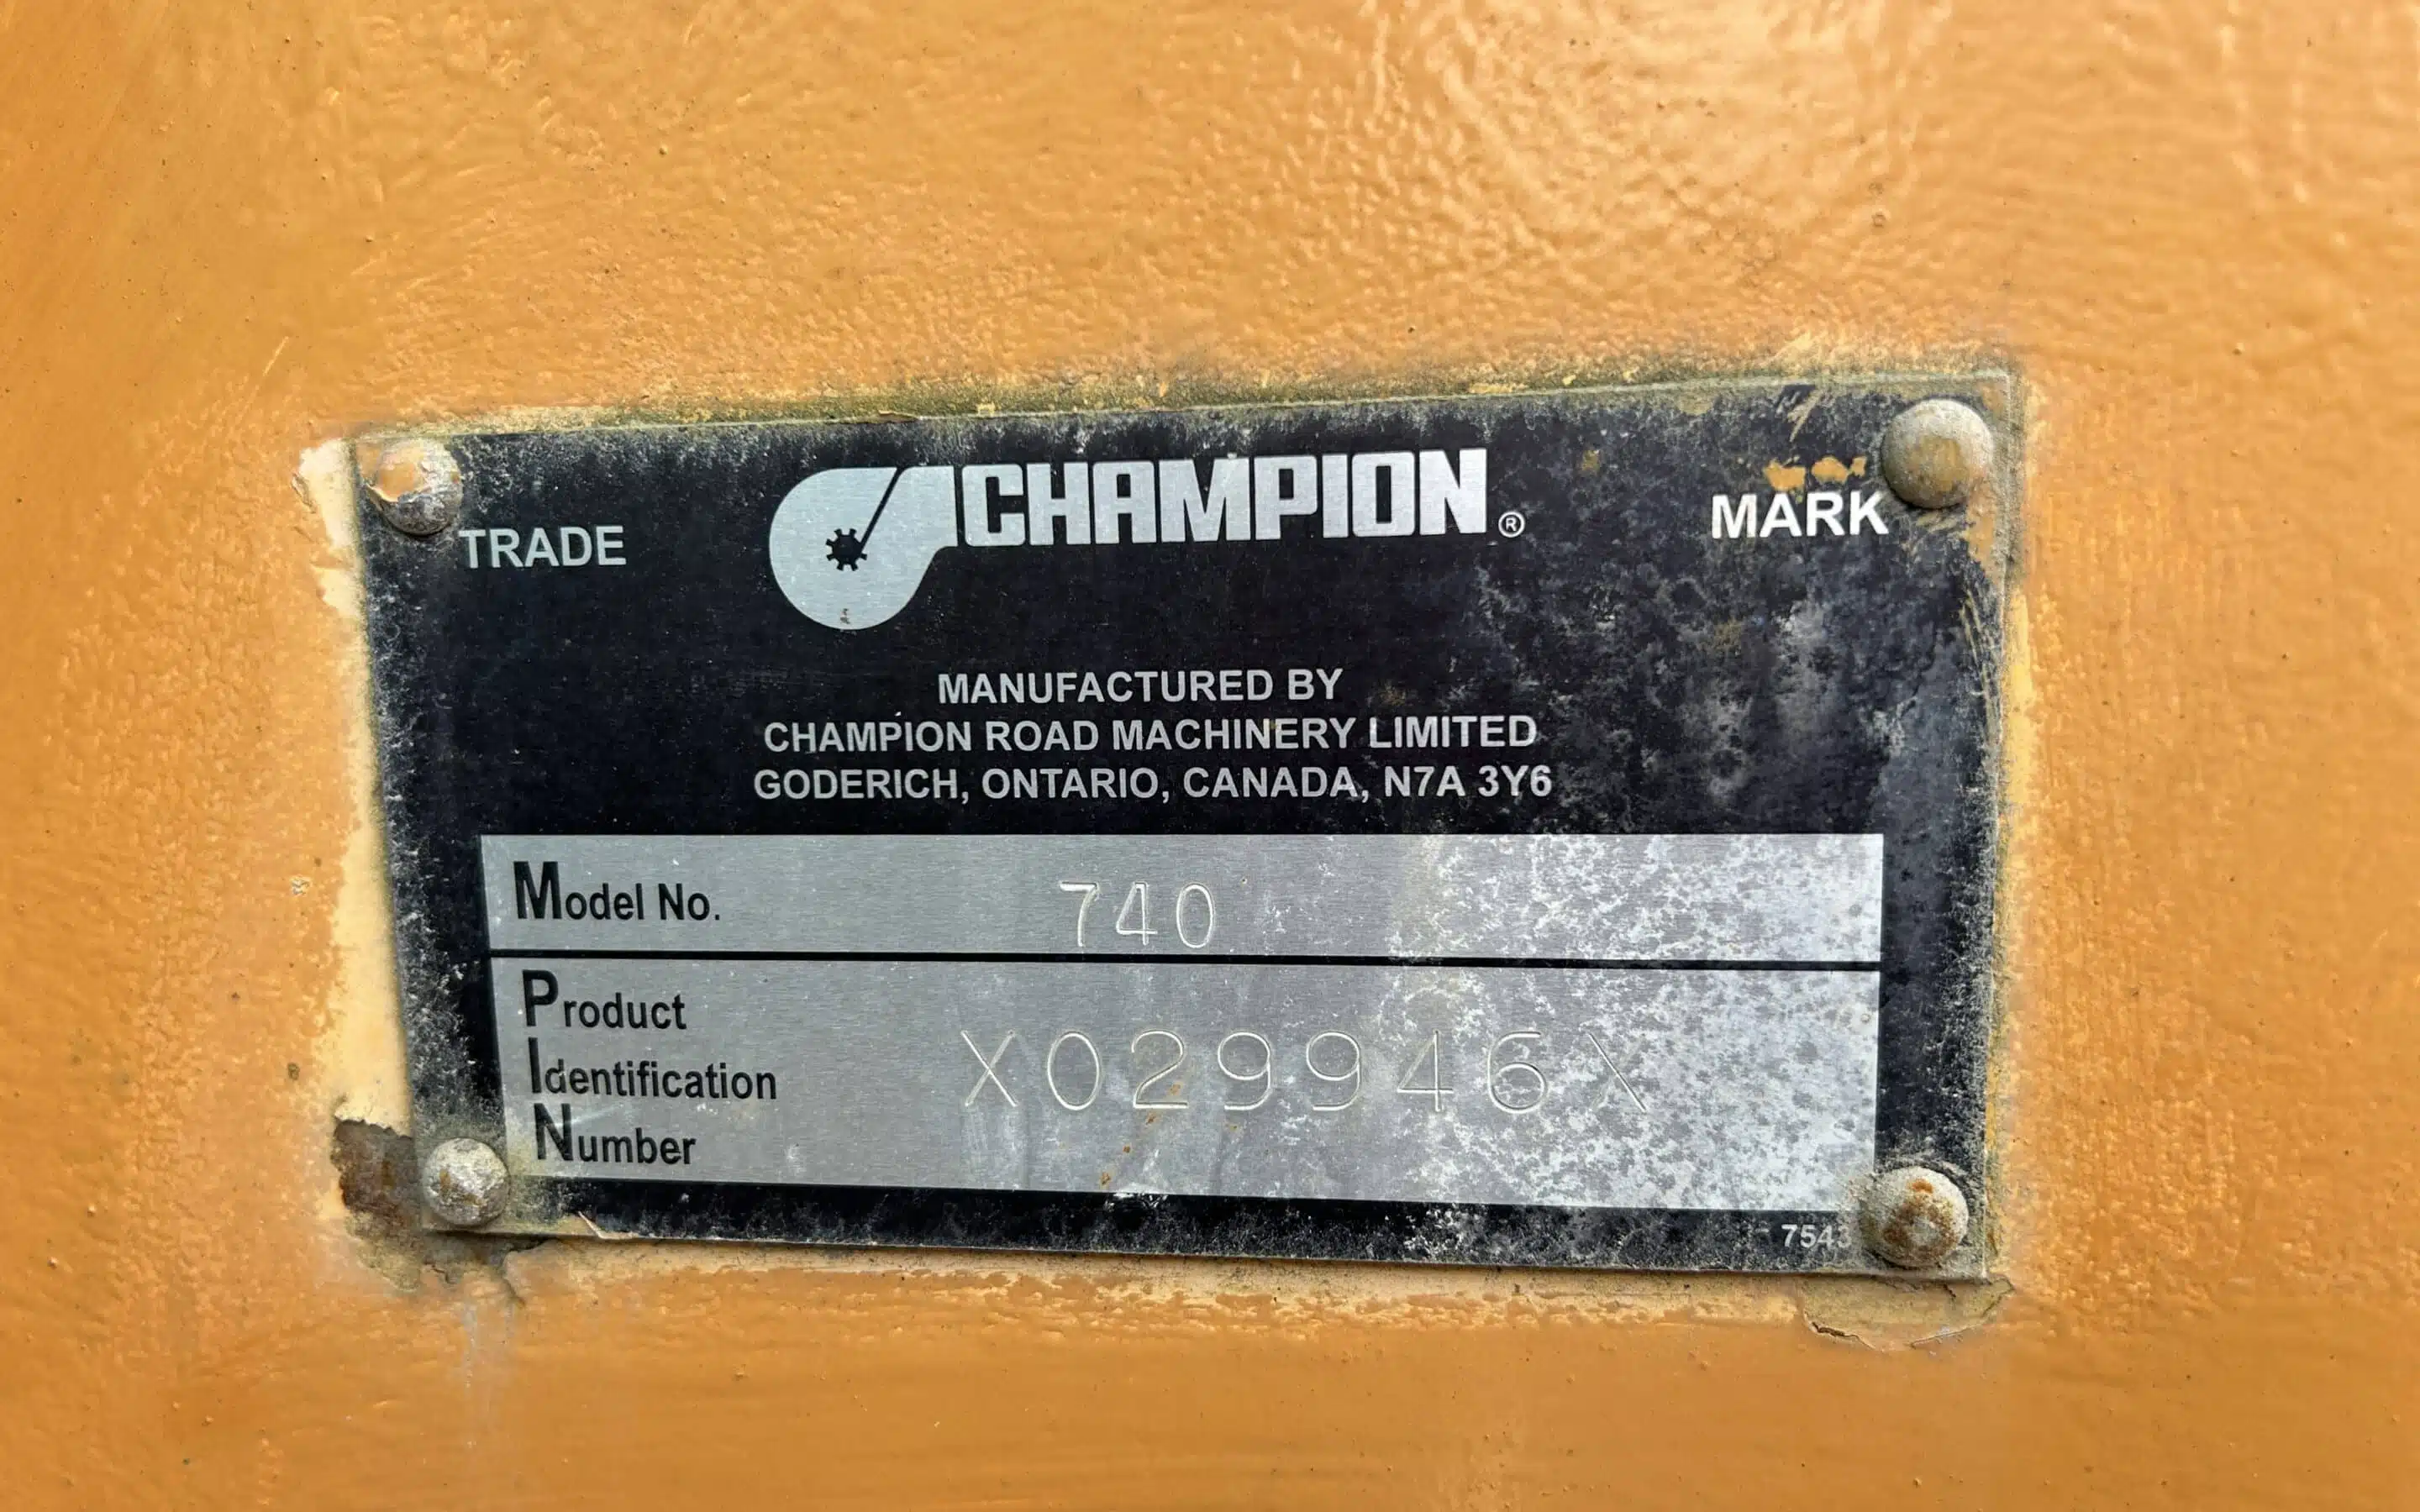 TRADE CHAMPION® MARK
MANUFACTURED BY
CHAMPION ROAD MACHINERY LIMITED
GODERICH, ONTARIO, CANADA, N7A 3Y6
Model No. 740
Product
Identification X029946X
Number